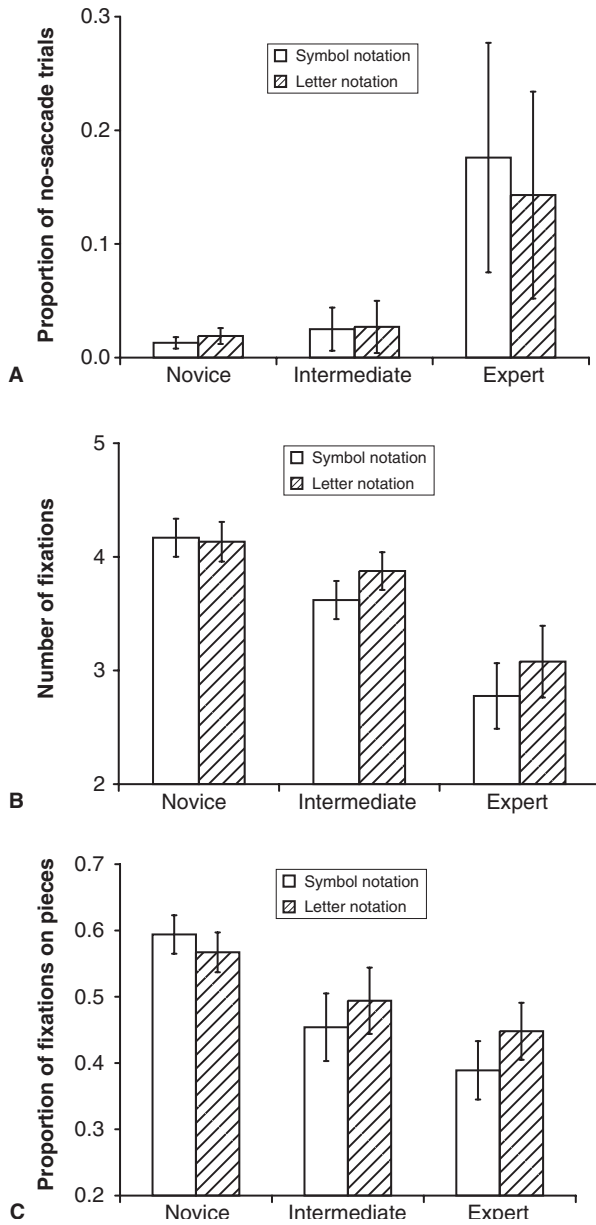 Proportion of no-saccade trials
0.3
0.2
0.1
0.0
Symbol notation
Letter notation
Novice Intermediate Expert
A
Number of fixations
5
4
3
2
Symbol notation
Letter notation
Novice Intermediate Expert
B
Proportion of fixations on pieces
0.7
0.6
0.5
0.4
0.3
0.2
Symbol notation
Letter notation
Novice Intermediate Expert
C